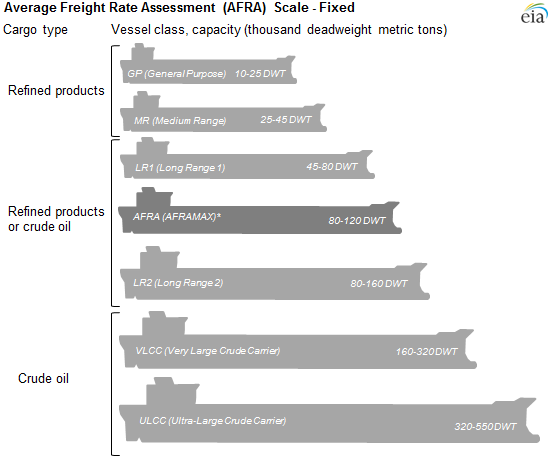 Average Freight Rate Assessment (AFRA) Scale - Fixed
eia
Cargo type
Vessel class, capacity (thousand deadweight metric tons)
Refined products
GP (General Purpose) 10-25 DWT
MR (Medium Range) 25-45 DWT
Refined products
or crude oil
LR1 (Long Range 1) 45-80 DWT
AFRA (AFRAMAX)* 80-120 DWT
LR2 (Long Range 2) 80-160 DWT
Crude oil
VLCC (Very Large Crude Carrier) 160-320 DWT
ULCC (Ultra-Large Crude Carrier) 320-550 DWT